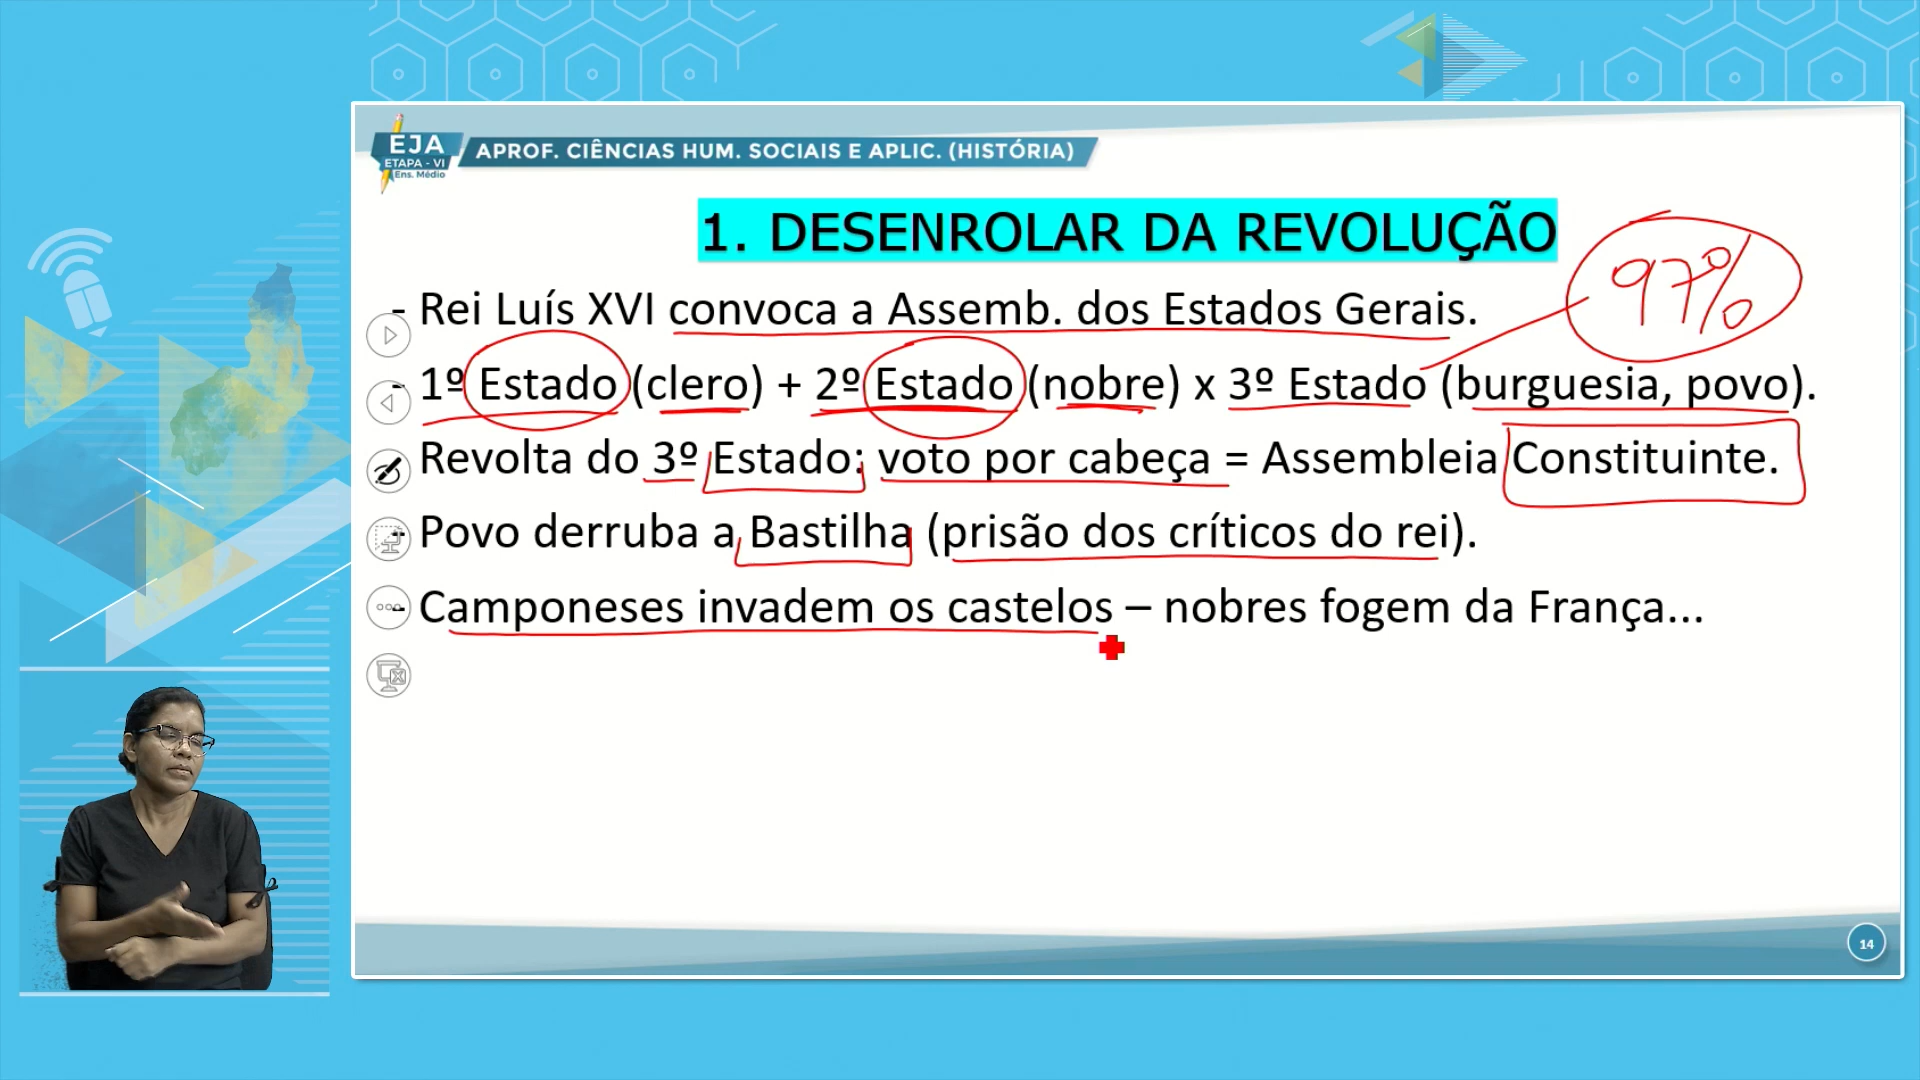 EJA
ETAPA - VI
Ens. Médio
APROF. CIÊNCIAS HUM. SOCIAIS E APLIC. (HISTÓRIA)
1. DESENROLAR DA REVOLUÇÃO
97%
- Rei Luís XVI convoca a Assemb. dos Estados Gerais.
- 1º Estado (clero) + 2º Estado (nobre) x 3º Estado (burguesia, povo).
Revolta do 3º Estado: voto por cabeça = Assembleia Constituinte.
- Povo derruba a Bastilha (prisão dos críticos do rei).
- Camponeses invadem os castelos – nobres fogem da França...
14